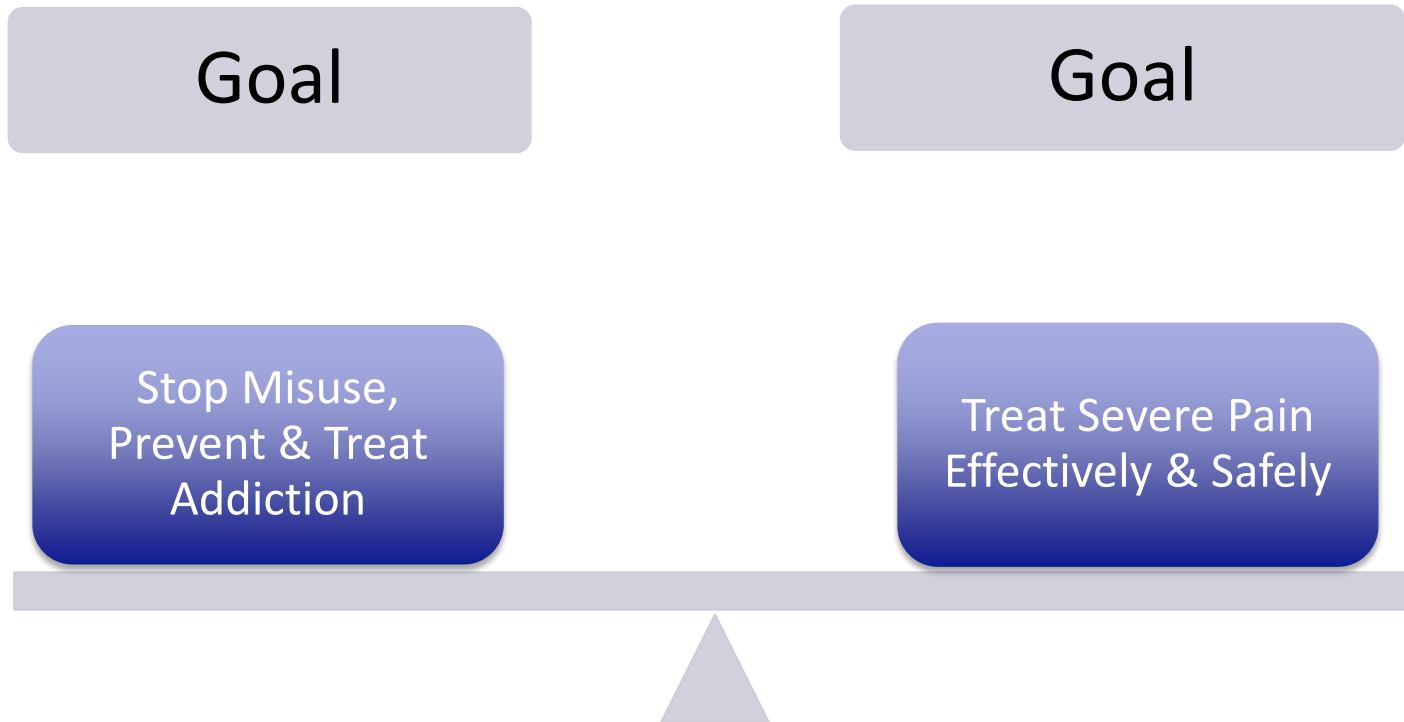 Goal
Goal
Stop Misuse,
Prevent & Treat
Addiction
Treat Severe Pain
Effectively & Safely